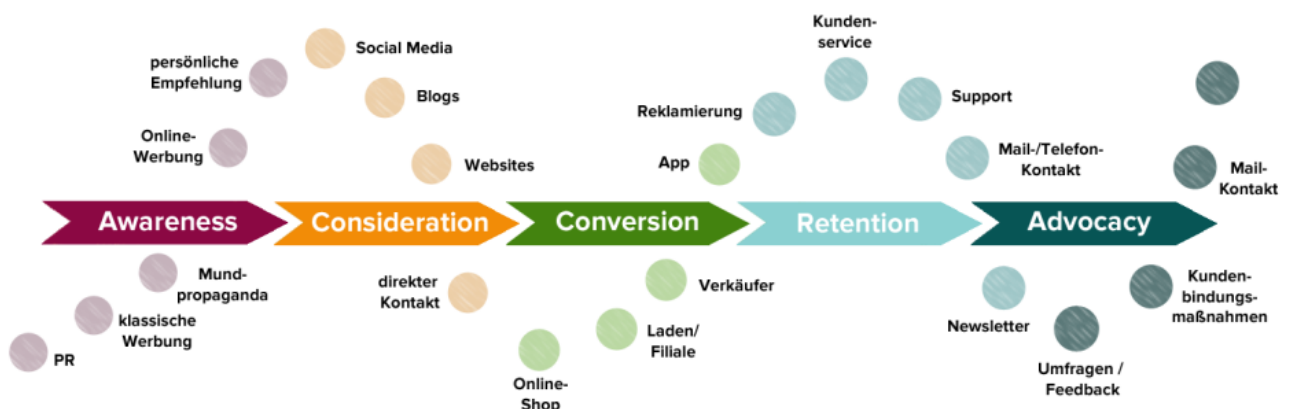 Kunden-
service
Social Media
persönliche
Empfehlung
Blogs
Support
Reklamierung
Online-
Werbung
Mail-/Telefon-
Kontakt
App
Websites
Mail-
Kontakt
Awareness
Consideration
Conversion
Retention
Advocacy
Mund-
propaganda
direkter
Kontakt
Verkäufer
Kunden-
bindungs-
maßnahmen
klassische
Werbung
Laden/
Filiale
Newsletter
PR
Umfragen /
Feedback
Online-
Shop